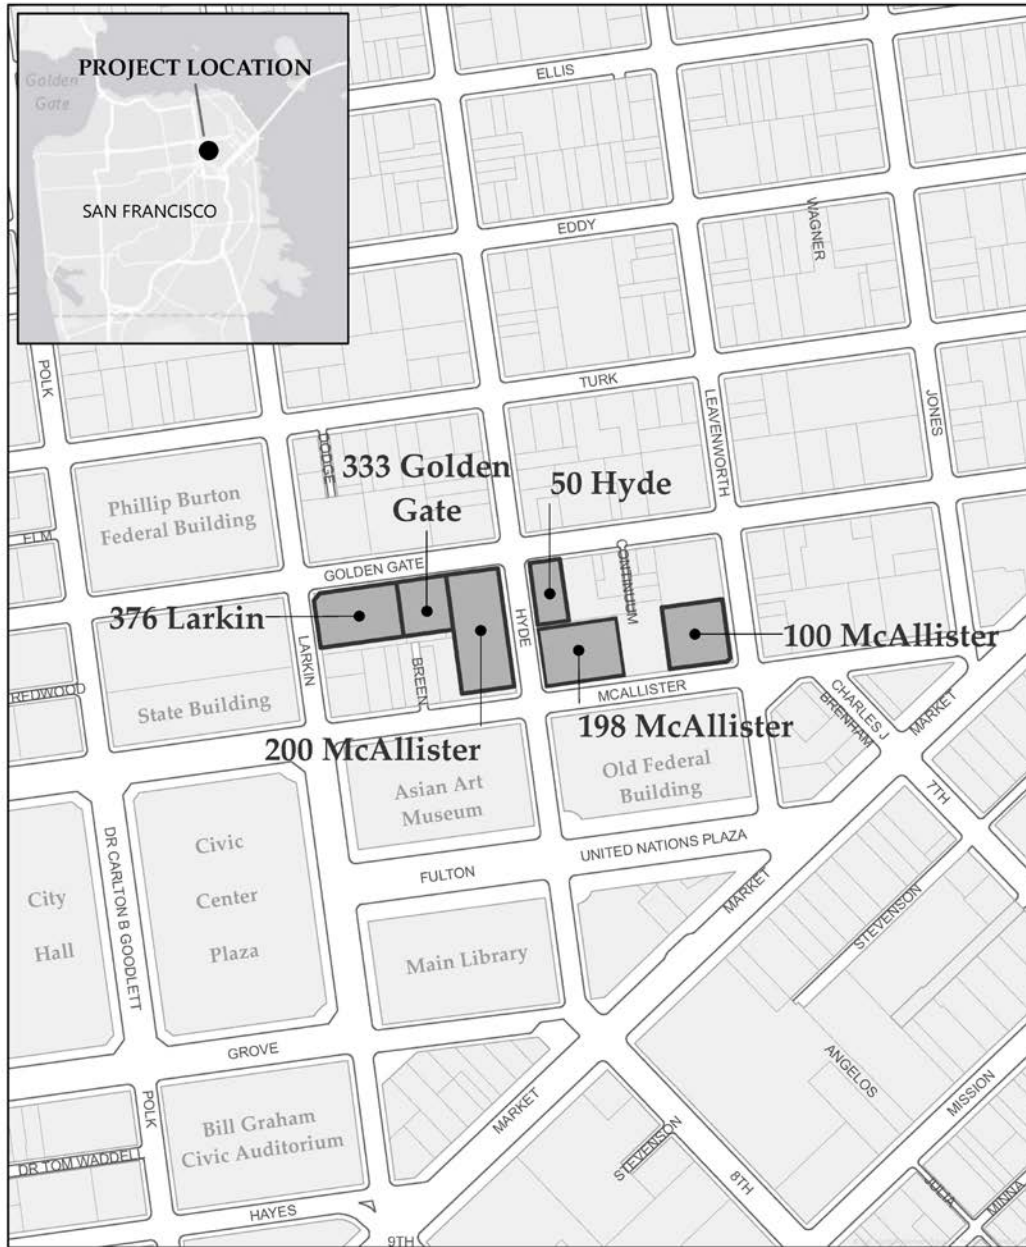 PROJECT LOCATION
Golden
Gate
SAN FRANCISCO
ELLIS
EDDY
WAGNER
POLK
TURK
LEAVENWORTH
JONES
DODGE
333 Golden
Gate
50 Hyde
Phillip Burton
Federal Building
ELM
GOLDEN GATE
CONTINUUM
376 Larkin
HYDE
100 McAllister
LARKIN
BREEN
REDWOOD
State Building
MCALLISTER
CHARLES J
BRENHAM
MARKET
200 McAllister
198 McAllister
Asian Art
Museum
Old Federal
Building
7TH
DR CARLTON B GOODLETT
Civic
Center
Plaza
FULTON
UNITED NATIONS PLAZA
MARKET
STEVENSON
City
Hall
Main Library
GROVE
ANGELOS
MISSION
POLK
Bill Graham
Civic Auditorium
MARKET
STEVENSON
DR TOM WADDELL
8TH
JULIA
MINNA
HAYES
9TH